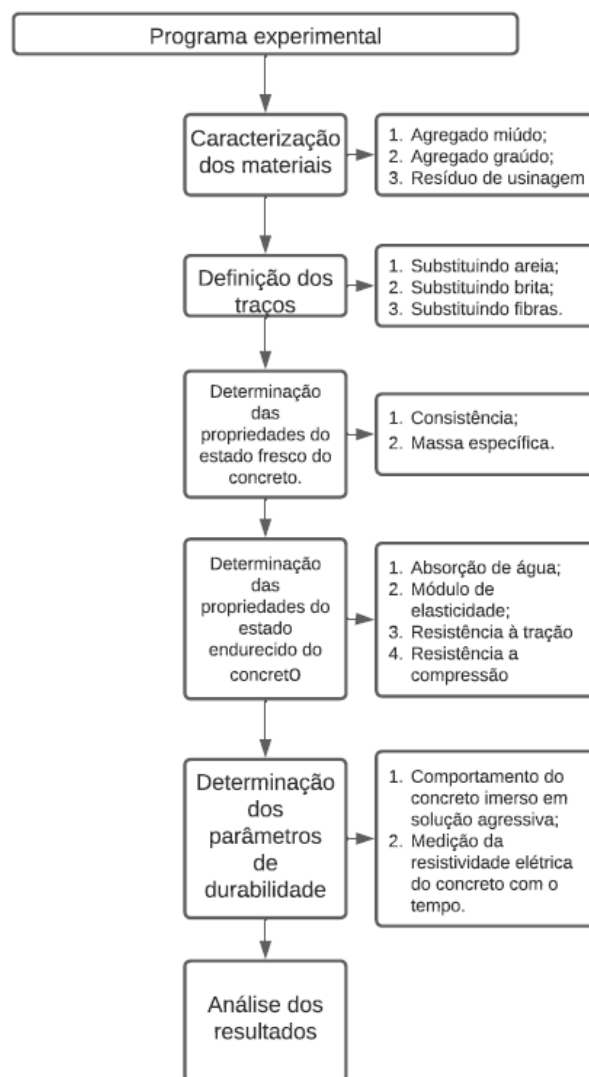 Programa experimental
Caracterização
dos materiais
1. Agregado miúdo;
2. Agregado graúdo;
3. Resíduo de usinagem
Definição dos
traços
1. Substituindo areia;
2. Substituindo brita;
3. Substituindo fibras.
Determinação
das
propriedades do
estado fresco do
concreto.
1. Consistência;
2. Massa específica.
Determinação
das
propriedades do
estado
endurecido do
concreto
1. Absorção de água;
2. Módulo de
elasticidade;
3. Resistência à tração
4. Resistência a
compressão
Determinação
dos
parâmetros
de
durabilidade
1. Comportamento do
concreto imerso em
solução agressiva;
2. Medição da
resistividade elétrica
do concreto com o
tempo.
Análise dos
resultados